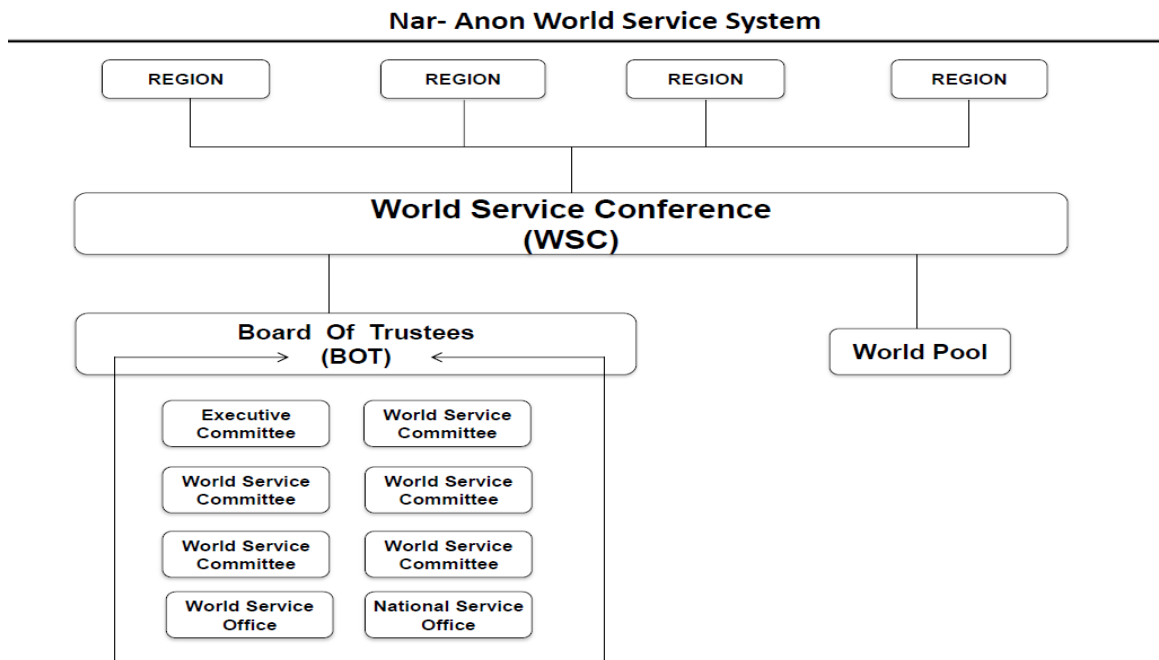 Nar- Anon World Service System
REGION
REGION
REGION
REGION
World Service Conference
(WSC)
Board Of Trustees
(BOT)
World Pool
Executive
Committee
World Service
Committee
World Service
Committee
World Service
Committee
World Service
Committee
World Service
Committee
World Service
Office
National Service
Office